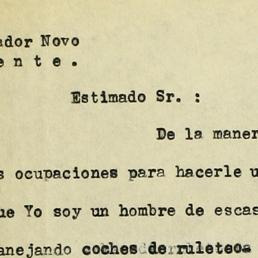 ador Novo
e n t e .
Estimado Sr. :
De la maner
s ocupaciones para hacerle u
ue Yo soy un hombre de escas
anejando coches de ruleteo